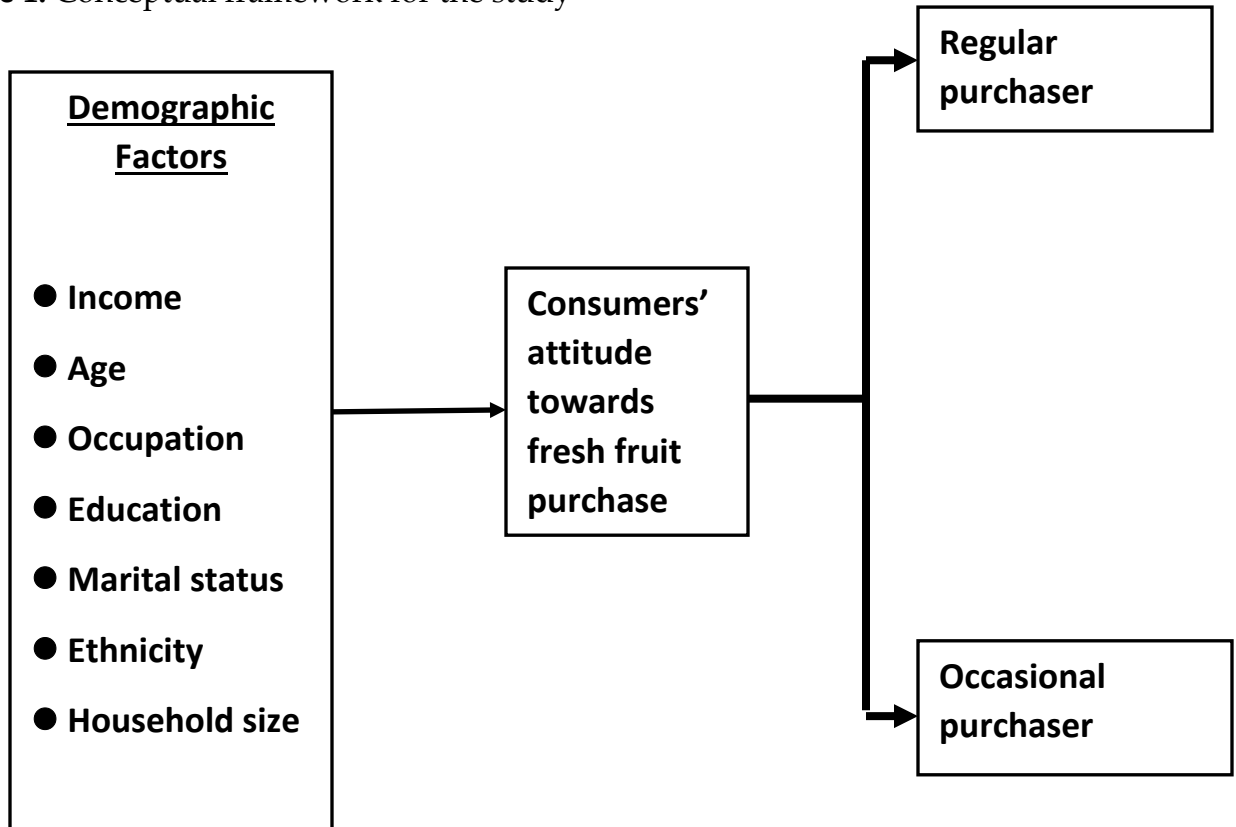 1. Conceptual framework for the study
Demographic
Factors
● Income
● Age
● Occupation
● Education
● Marital status
● Ethnicity
● Household size
Consumers’
attitude
towards
fresh fruit
purchase
Regular
purchaser
Occasional
purchaser